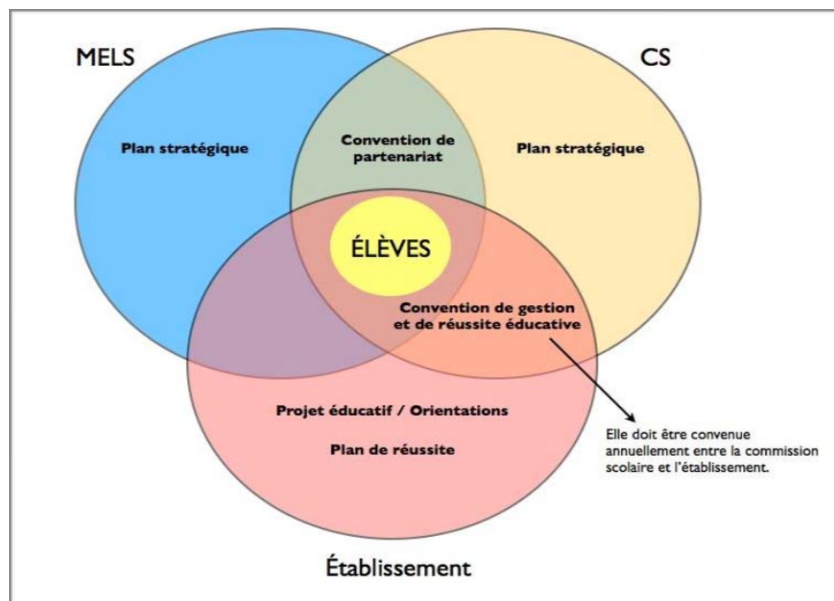 MELS
CS
Plan stratégique
Convention de
partenariat
Plan stratégique
ÉLÈVES
Convention de gestion
et de réussite éducative
Projet éducatif / Orientations
Plan de réussite
Elle doit être convenue
annuellement entre la commission
scolaire et l'établissement.
Établissement